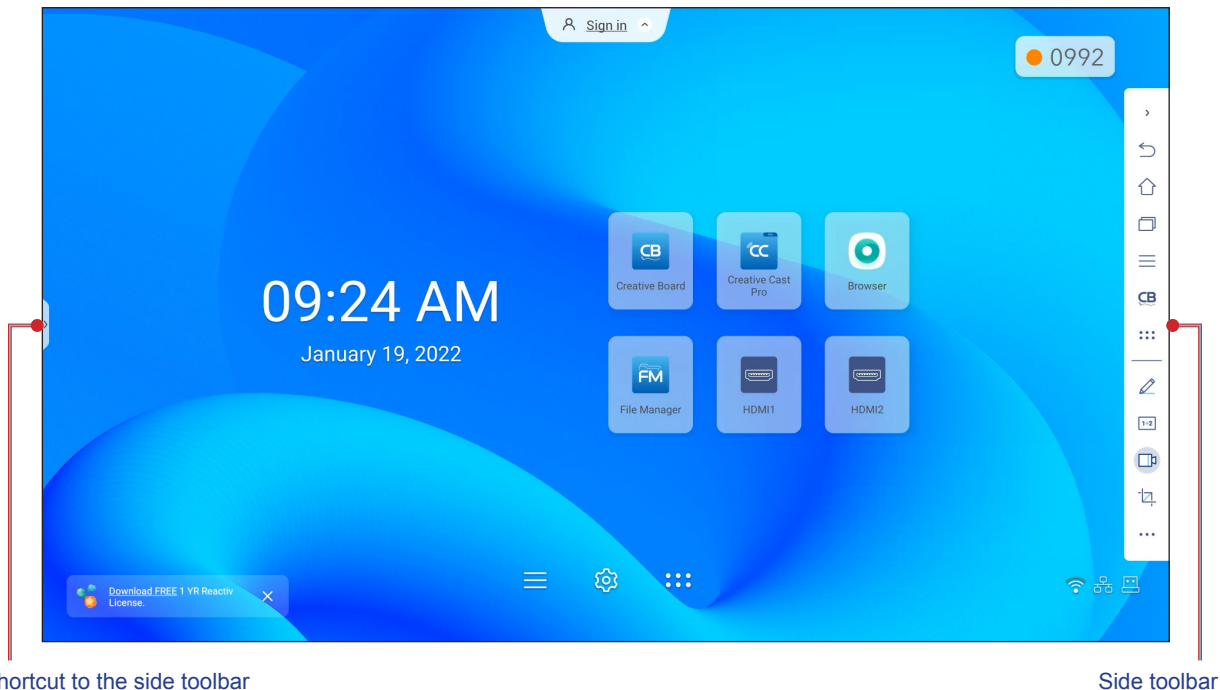 Sign in
0992
09:24 AM
January 19, 2022
CB
Creative Board
CC
Creative Cast
Pro
Browser
FM
File Manager
HDMI1
HDMI2
CB
Download FREE 1 YR Reactiv
License.
hortcut to the side toolbar
Side toolbar